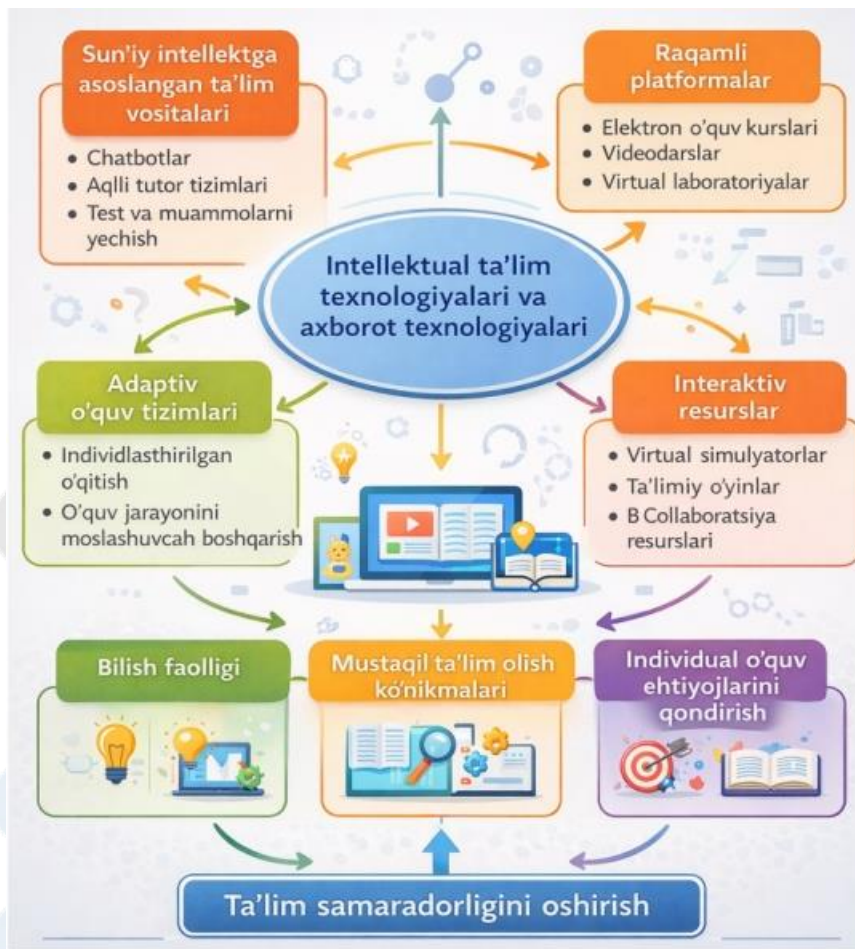 Sun'iy intellektga
asoslangan ta'lim
vositalari
• Chatbotlar
• Aqlli tutor tizimlari
• Test va muammolarni
yechish
Raqamli
platformalar
• Elektron o'quv kurslari
• Videodarslar
• Virtual laboratoriyalar
Intellektual ta'lim
texnologiyalari va
axborot texnologiyalari
Adaptiv
o'quv tizimlari
• Individlasthirilgan
o'qitish
• O'quv jarayonini
moslashuvcah boshqarish
Interaktiv
resurslar
• Virtual simulyatorlar
• Ta'limiy o'yinlar
• B Collaboratsiya
resurslari
Bilish faolligi
Mustaqil ta'lim olish
kó'nikmalari
Individual o'quv
ehtiyojlarini
qondirish
Ta'lim samaradorligini oshirish